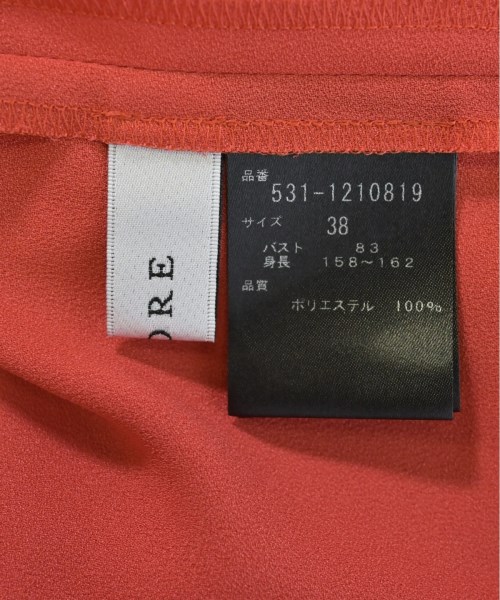 品番
531-1210819
サイズ 38
バスト 83
身長 158～162
品質
ポリエステル 100%
ORE